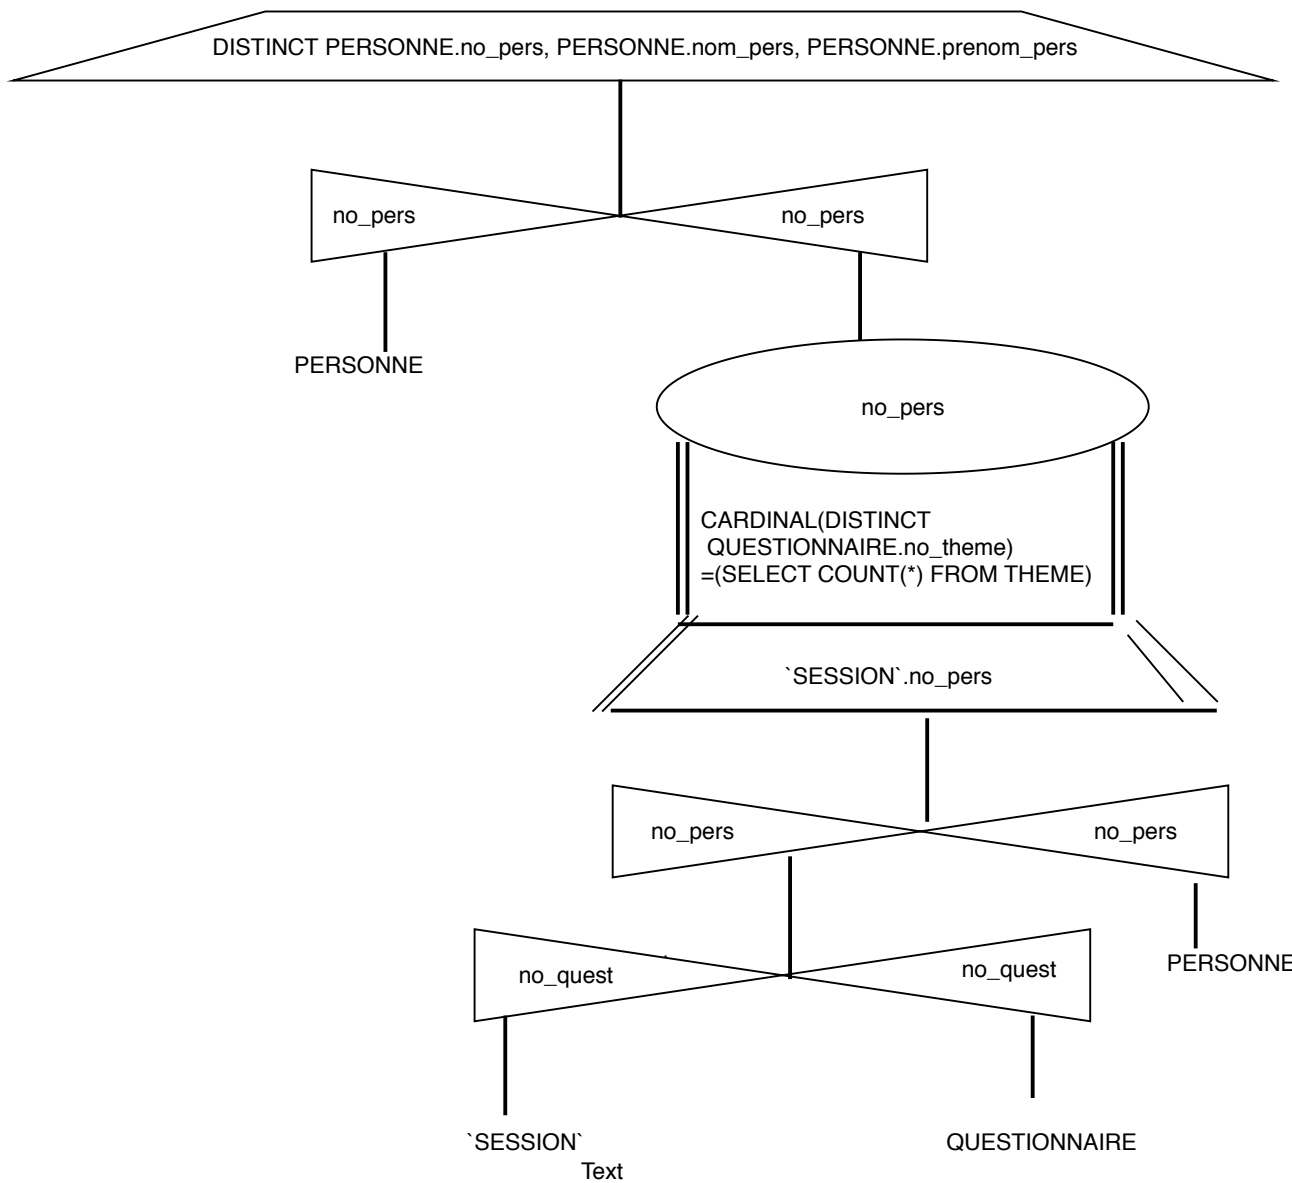 DISTINCT PERSONNE.no_pers, PERSONNE.nom_pers, PERSONNE.prenom_pers
no_pers
no_pers
PERSONNE
no_pers
CARDINAL(DISTINCT
QUESTIONNAIRE.no_theme)
=(SELECT COUNT(*) FROM THEME)
`SESSION`.no_pers
no_pers
no_pers
PERSONNE
no_quest
no_quest
`SESSION`
QUESTIONNAIRE
Text